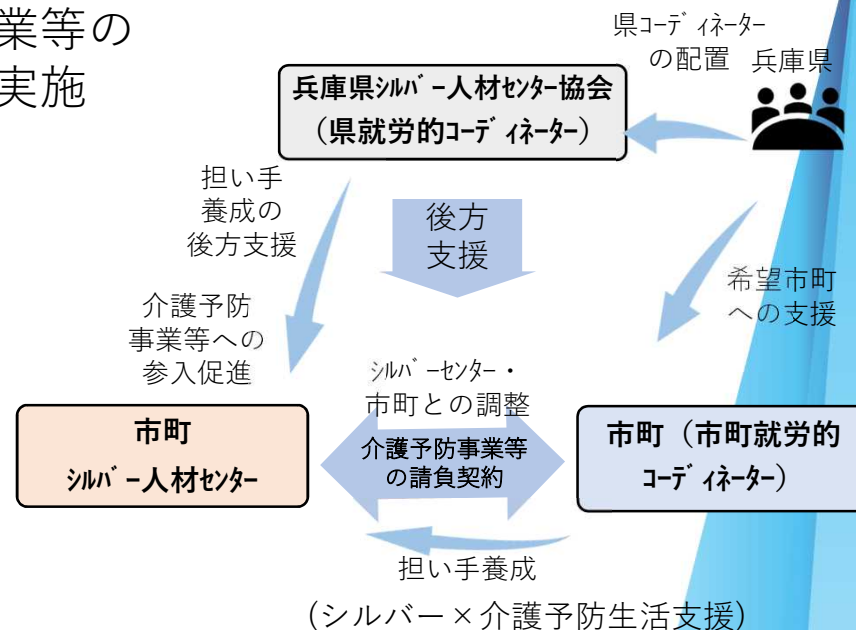 業等の
実施
県ｺｰﾃﾞｨﾈｰﾀｰ
の配置
兵庫県
兵庫県ｼﾙﾊﾞｰ人材ｾﾝﾀｰ協会
（県就労的ｺｰﾃﾞｨﾈｰﾀｰ）
担い手
養成の
後方支援
後方
支援
希望市町
への支援
介護予防
事業等への
参入促進
ｼﾙﾊﾞｰｾﾝﾀｰ・
市町との調整
市町
ｼﾙﾊﾞｰ人材ｾﾝﾀｰ
介護予防事業等
の請負契約
市町（市町就労的
ｺｰﾃﾞｨﾈｰﾀｰ）
担い手養成
（シルバー×介護予防生活支援）